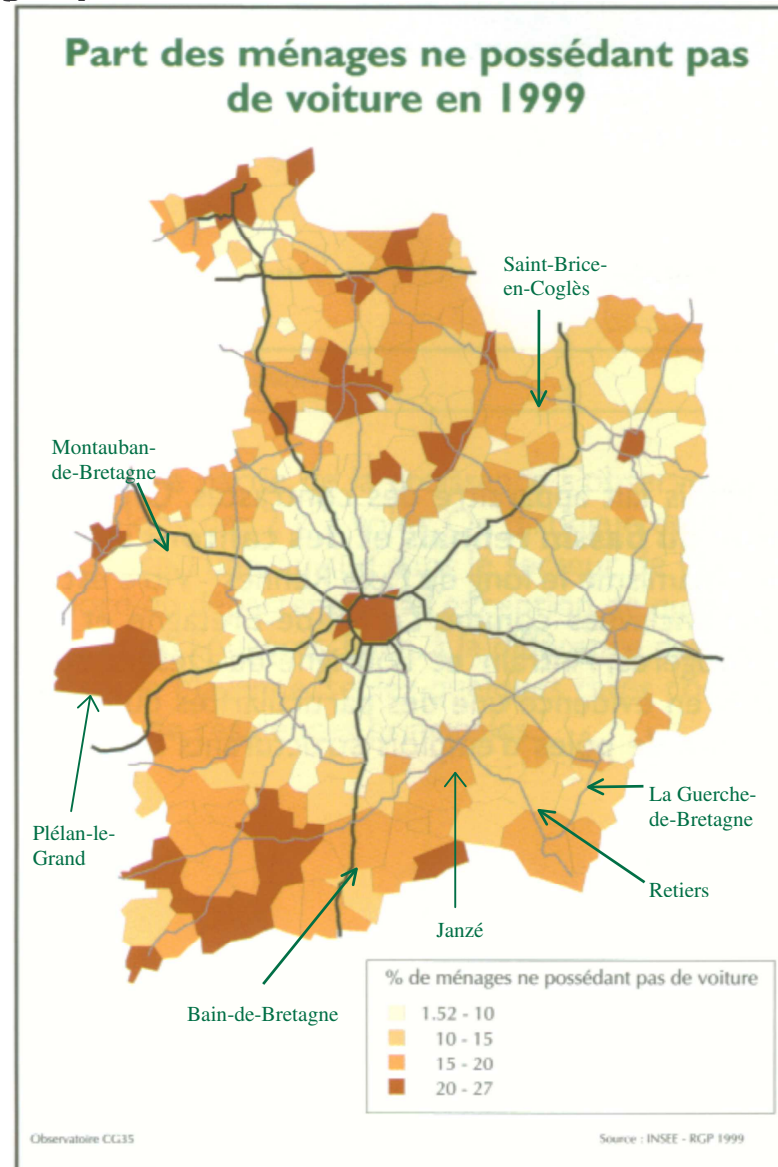 Part des ménages ne possédant pas
de voiture en 1999
Saint-Brice-
en-Coglès
Montauban-
de-Bretagne
Plélan-le-
Grand
La Guerche-
de-Bretagne
Retiers
Janzé
Bain-de-Bretagne
% de ménages ne possédant pas de voiture
1.52 - 10
10 - 15
15 - 20
20 - 27
Observatoire CG35
Source : INSEE - RGP 1999